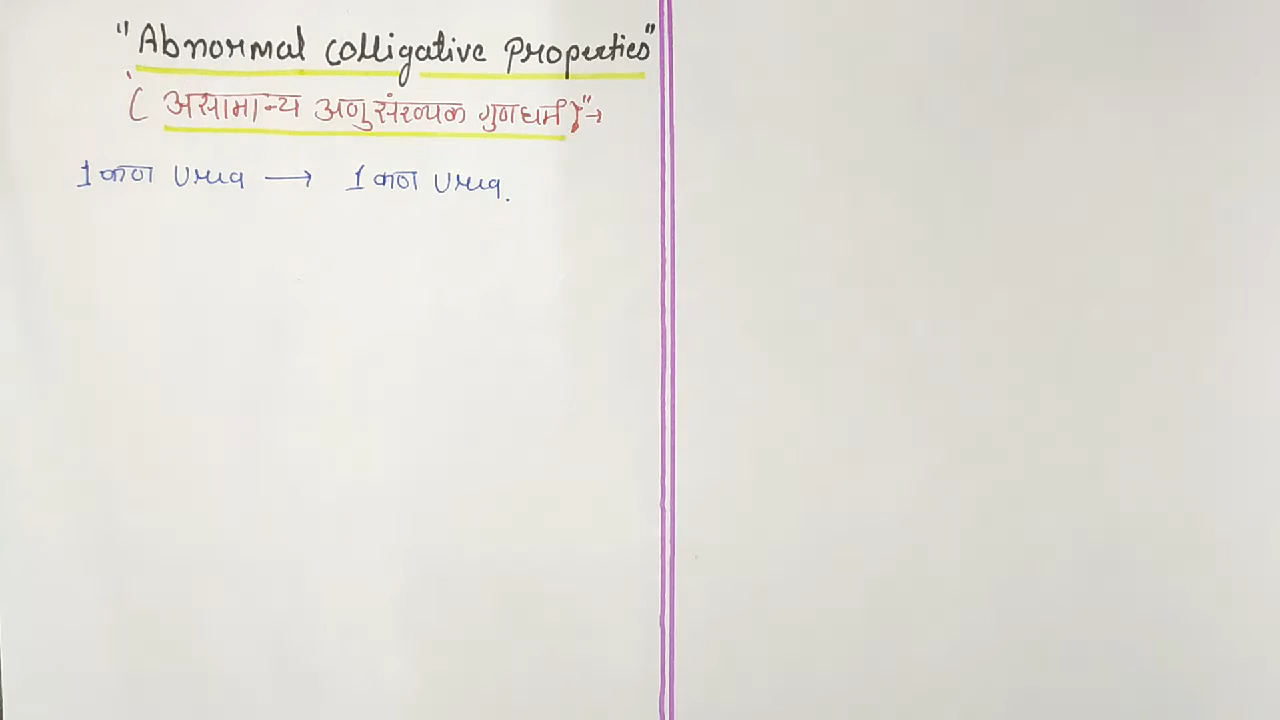 "Abnormal colligative properties"
( असामान्य अनुसंख्यक गुणधर्म )"→
1 कण Urea → 1 कण Urea.